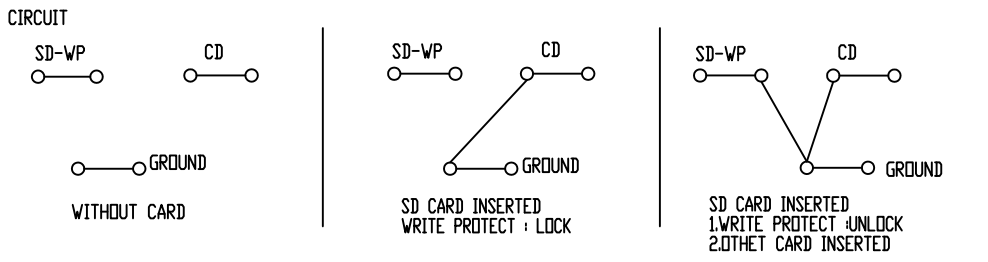 CIRCUIT
SD-WP CD
GROUND
WITHOUT CARD
SD-WP CD
GROUND
SD CARD INSERTED
WRITE PROTECT : LOCK
SD-WP CD
GROUND
SD CARD INSERTED
1.WRITE PROTECT :UNLOCK
2.OTHET CARD INSERTED